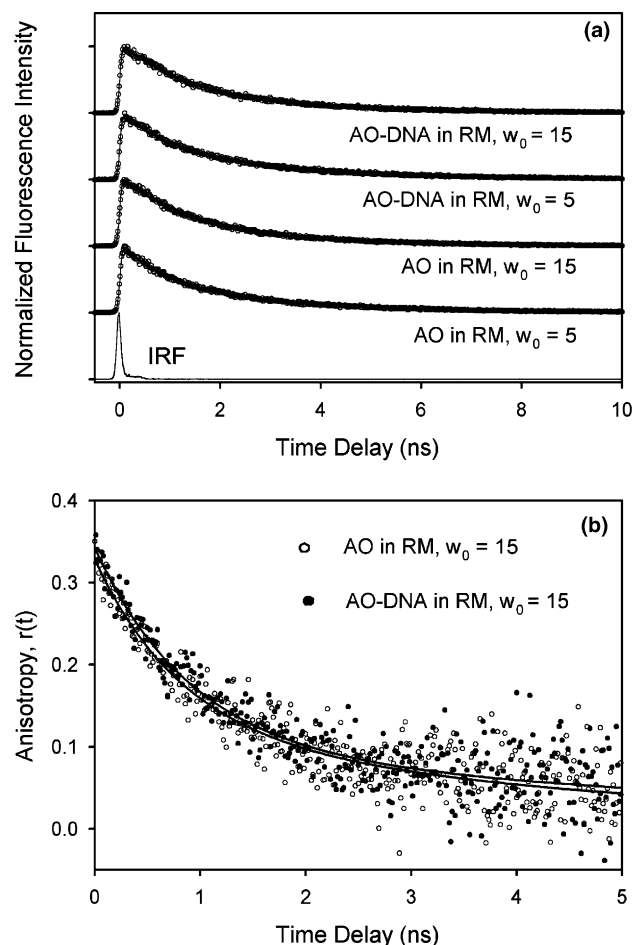 (a)
Normalized Fluorescence Intensity
AO-DNA in RM, w₀ = 15
AO-DNA in RM, w₀ = 5
AO in RM, w₀ = 15
AO in RM, w₀ = 5
IRF
0 2 4 6 8 10
Time Delay (ns)
(b)
AO in RM, w₀ = 15
AO-DNA in RM, w₀ = 15
Anisotropy, r(t)
0.4
0.3
0.2
0.1
0.0
0 1 2 3 4 5
Time Delay (ns)